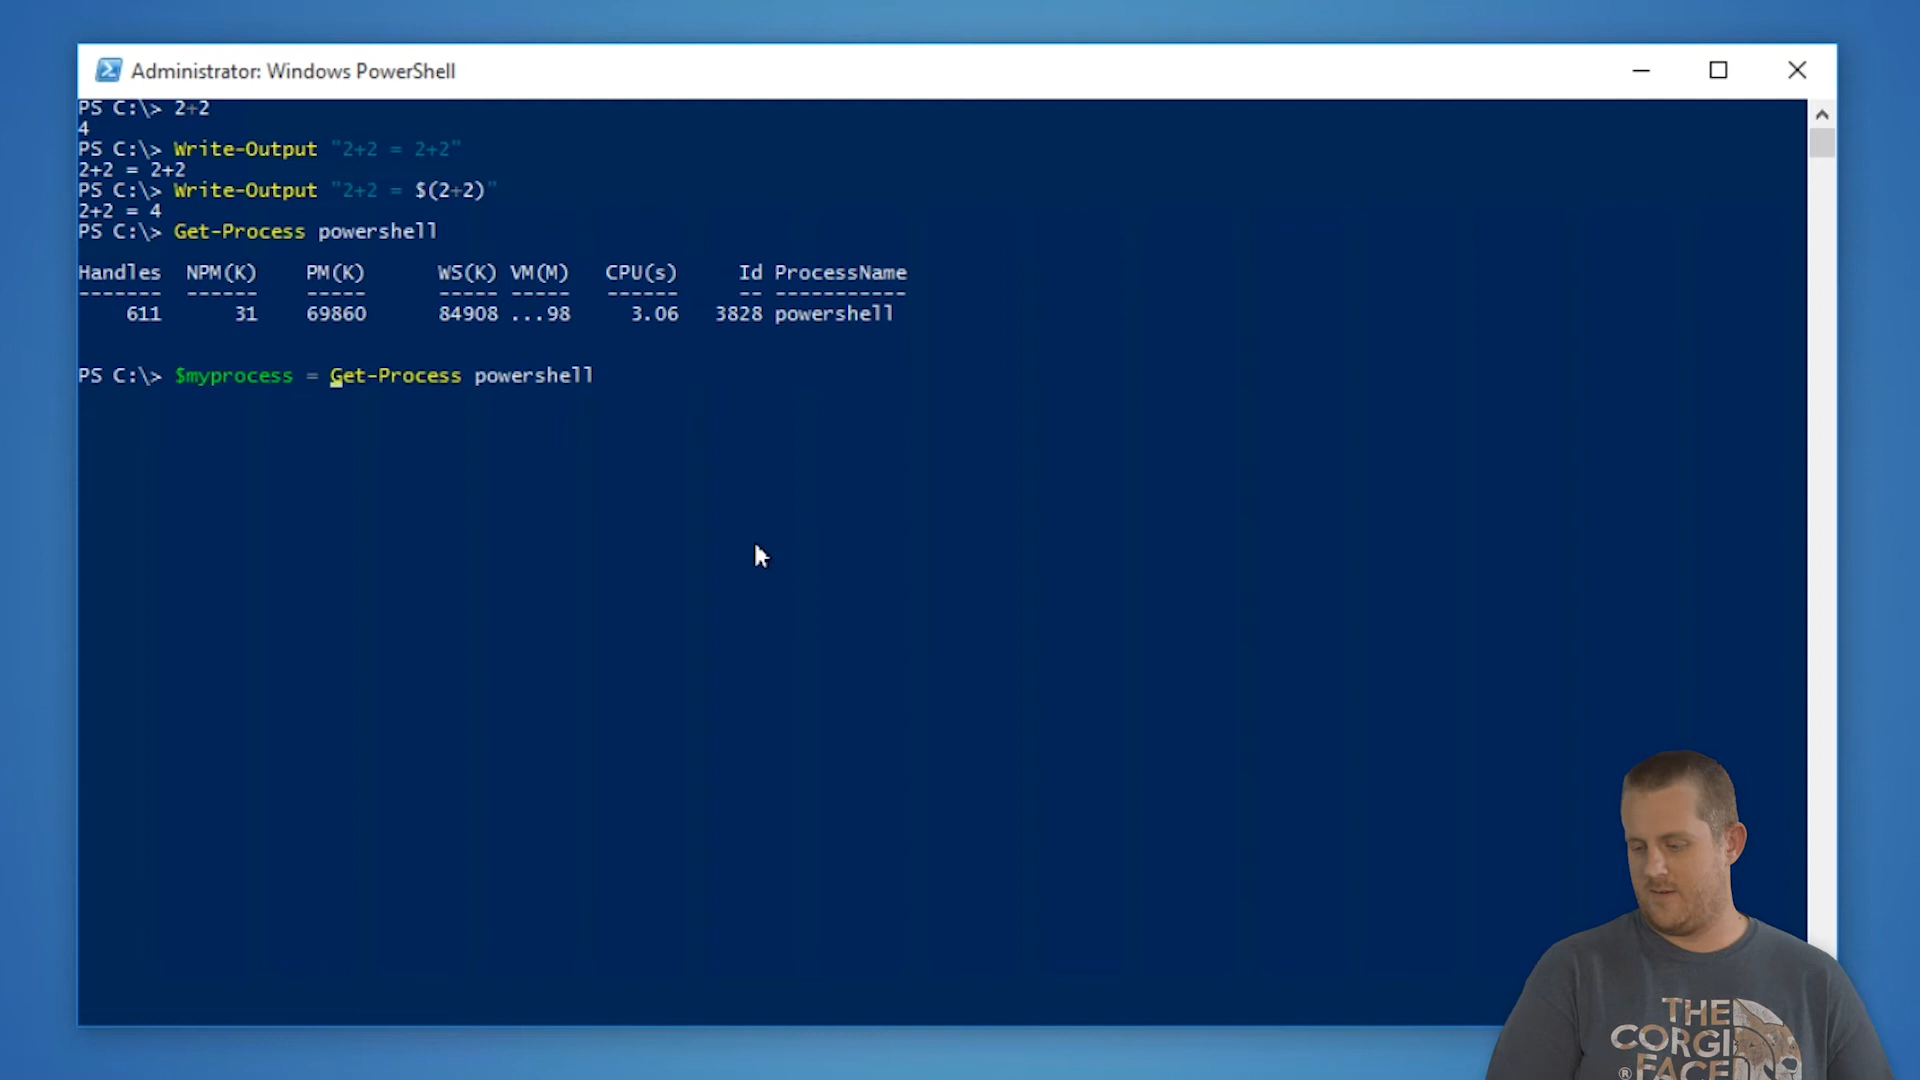 Administrator: Windows PowerShell
PS C:\> 2+2
4
PS C:\> Write-Output "2+2 = 2+2"
2+2 = 2+2
PS C:\> Write-Output "2+2 = $(2+2)"
2+2 = 4
PS C:\> Get-Process powershell
Handles NPM(K) PM(K) WS(K) VM(M) CPU(s) Id ProcessName
------- ------ ----- ----- ----- ------ -- -----------
611 31 69860 84908 ...98 3.06 3828 powershell
PS C:\> $myprocess = Get-Process powershell
THE
CORGI
® FACE